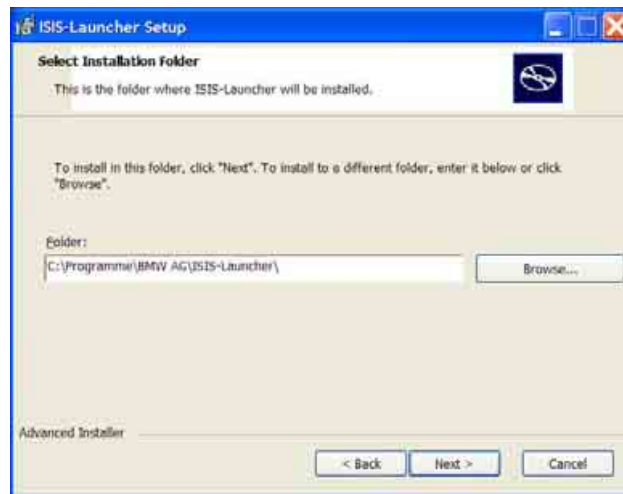 ISIS-Launcher Setup
Select Installation Folder
This is the folder where ISIS-Launcher will be installed.
To install in this folder, click "Next". To install to a different folder, enter it below or click
"Browse".
Folder:
C:\Programme\BMW AG\ISIS-Launcher\
Browse...
Advanced Installer
< Back
Next >
Cancel